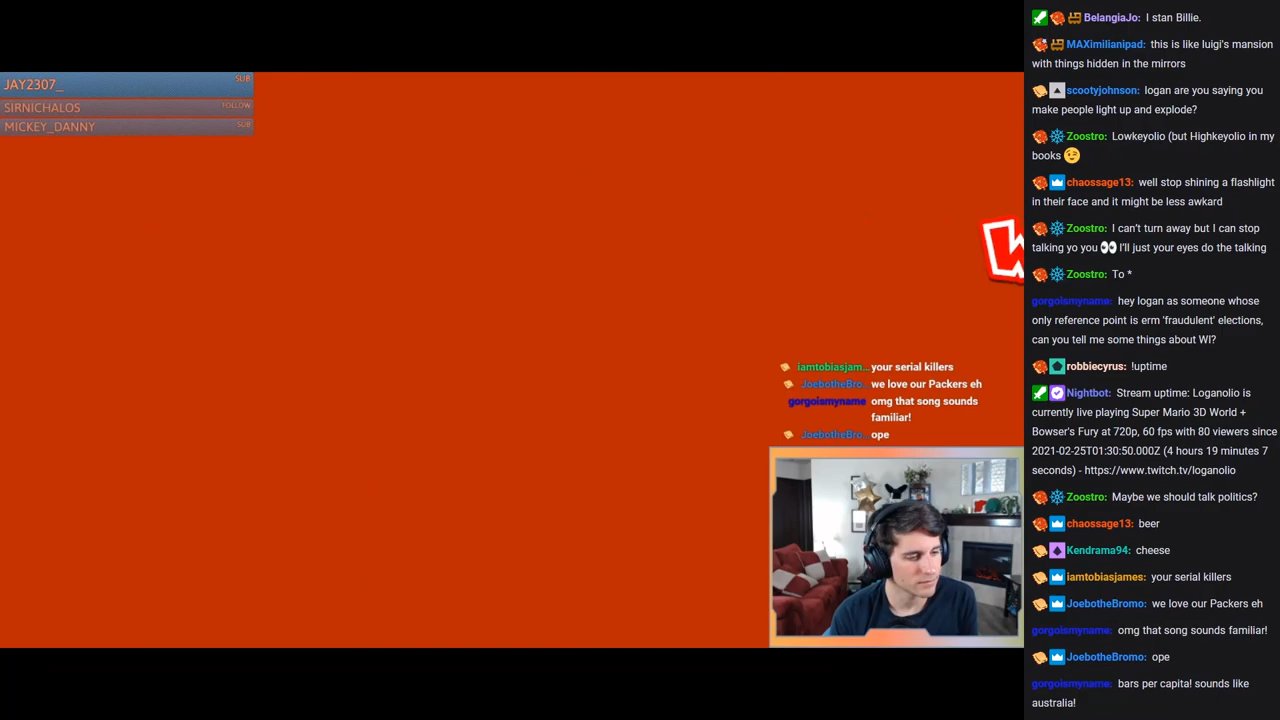 JAY2307_ SUB
SIRNICHALOS FOLLOW
MICKEY_DANNY SUB
W
iamtobiasjam... your serial killers
JoebotheBro... we love our Packers eh
gorgoismyname omg that song sounds
familiar!
JoebotheBro... ope
BelangiaJo: I stan Billie.
MAXimilianipad: this is like luigi's mansion
with things hidden in the mirrors
scootyjohnson: logan are you saying you
make people light up and explode?
Zoostro: Lowkeyolio (but Highkeyolio in my
books 😉
chaossage13: well stop shining a flashlight
in their face and it might be less awkard
Zoostro: I can't turn away but I can stop
talking yo you 👀 I'll just your eyes do the talking
Zoostro: To *
gorgoismyname: hey logan as someone whose
only reference point is erm 'fraudulent' elections,
can you tell me some things about WI?
robbiecyrus: !uptime
Nightbot: Stream uptime: Loganolio is
currently live playing Super Mario 3D World +
Bowser's Fury at 720p, 60 fps with 80 viewers since
2021-02-25T01:30:50.000Z (4 hours 19 minutes 7
seconds) - https://www.twitch.tv/loganolio
Zoostro: Maybe we should talk politics?
chaossage13: beer
Kendrama94: cheese
iamtobiasjames: your serial killers
JoebotheBromo: we love our Packers eh
gorgoismyname: omg that song sounds familiar!
JoebotheBromo: ope
gorgoismyname: bars per capita! sounds like
australia!